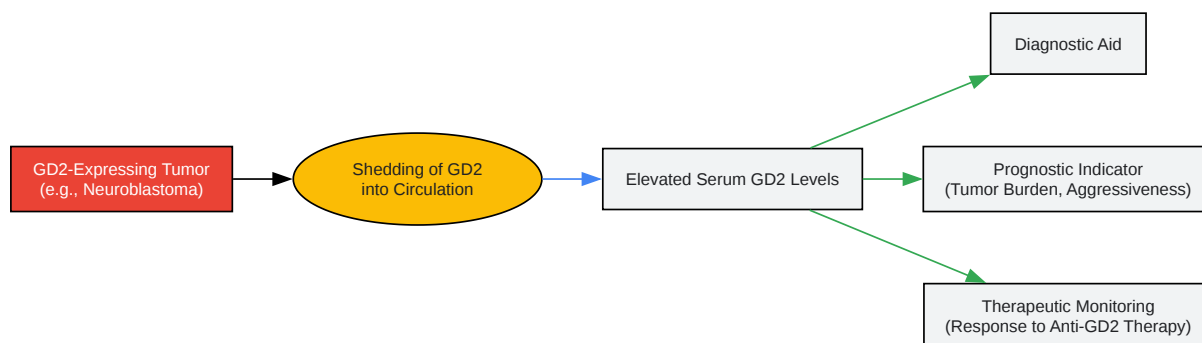 GD2-Expressing Tumor
(e.g., Neuroblastoma)
Shedding of GD2
into Circulation
Elevated Serum GD2 Levels
Diagnostic Aid
Prognostic Indicator
(Tumor Burden, Aggressiveness)
Therapeutic Monitoring
(Response to Anti-GD2 Therapy)